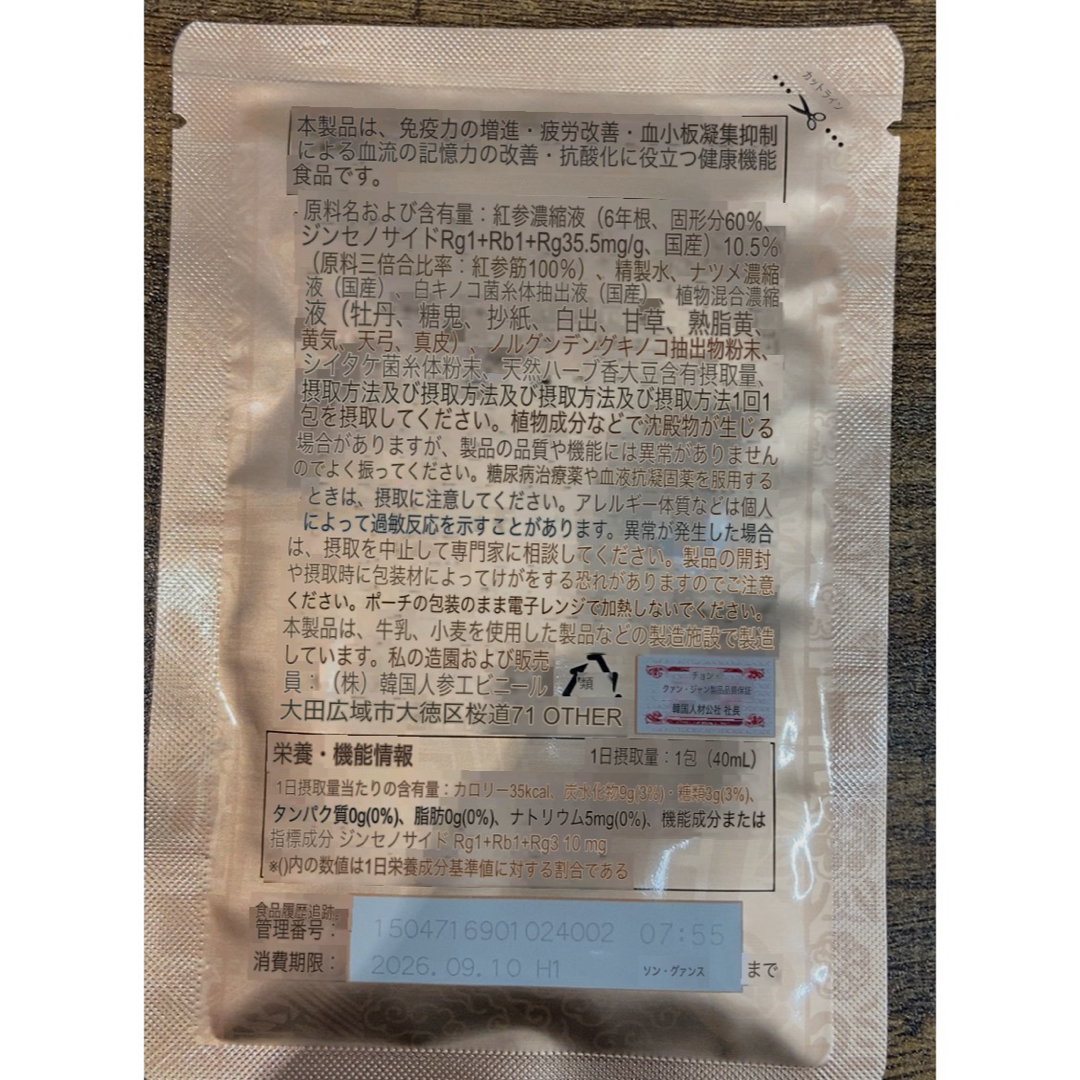 カットライン
本製品は、免疫力の増進・疲労改善・血小板凝集抑制
による血流の記憶力の改善・抗酸化に役立つ健康機能
食品です。
原料名および含有量：紅参濃縮液（6年根、固形分60%、
ジンセノサイドRg1+Rb1+Rg35.5mg/g、国産）10.5%
（原料三倍合比率：紅参筋100%）、精製水、ナツメ濃縮
液（国産）、白キノコ菌糸体抽出液（国産）、植物混合濃縮
液（牡丹、糖鬼、抄紙、白出、甘草、熟脂黄、
黄気、天弓、真皮）、ノルグンデングキノコ抽出物粉末、
シイタケ菌糸体粉末、天然ハーブ香大豆含有摂取量、
摂取方法及び摂取方法及び摂取方法及び摂取方法1回1
包を摂取してください。植物成分などで沈殿物が生じる
場合がありますが、製品の品質や機能には異常がありません
のでよく振ってください。糖尿病治療薬や血液抗凝固薬を服用する
ときは、摂取に注意してください。アレルギー体質などは個人
によって過敏反応を示すことがあります。異常が発生した場合
は、摂取を中止して専門家に相談してください。製品の開封
や摂取時に包装材によってけがをする恐れがありますのでご注意
ください。ポーチの包装のまま電子レンジで加熱しないでください。
本製品は、牛乳、小麦を使用した製品などの製造施設で製造
しています。私の造園および販売
員：（株）韓国人参エビニール
類
大田広域市大徳区桜道71 OTHER
チョン・
クァン・ジャン製品品質保証
韓国人材公社 社長
栄養・機能情報 1日摂取量：1包（40mL）
1日摂取量当たりの含有量：カロリー35kcal、炭水化物9g(3%)・糖類3g(3%)、
タンパク質0g(0%)、脂肪0g(0%)、ナトリウム5mg(0%)、機能成分または
指標成分 ジンセノサイド Rg1+Rb1+Rg3 10 mg
※()内の数値は1日栄養成分基準値に対する割合である
食品履歴追跡。
管理番号： 1504716901024002 07:55
消費期限： 2026.09.10 H1 ソン・グァンス まで